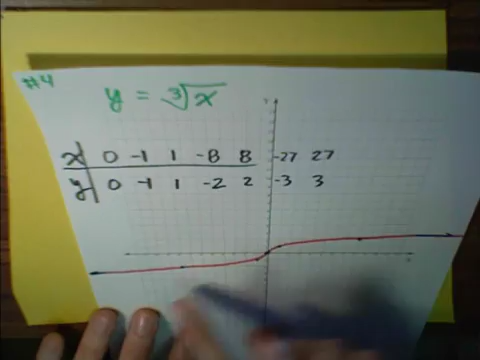 #4
y = ∛x
x 0 -1 1 -8 8 -27 27
y 0 -1 1 -2 2 -3 3